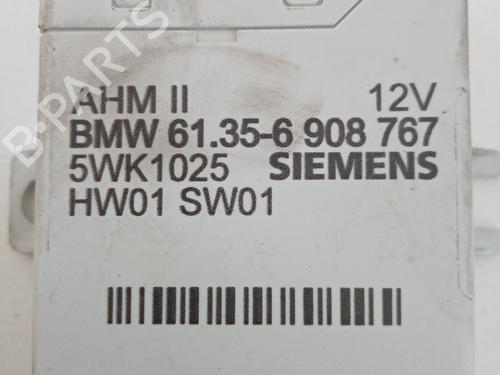 B-PARTS
AHM II 12V
BMW 61.35-6 908 767
5WK1025 SIEMENS
HW01 SW01